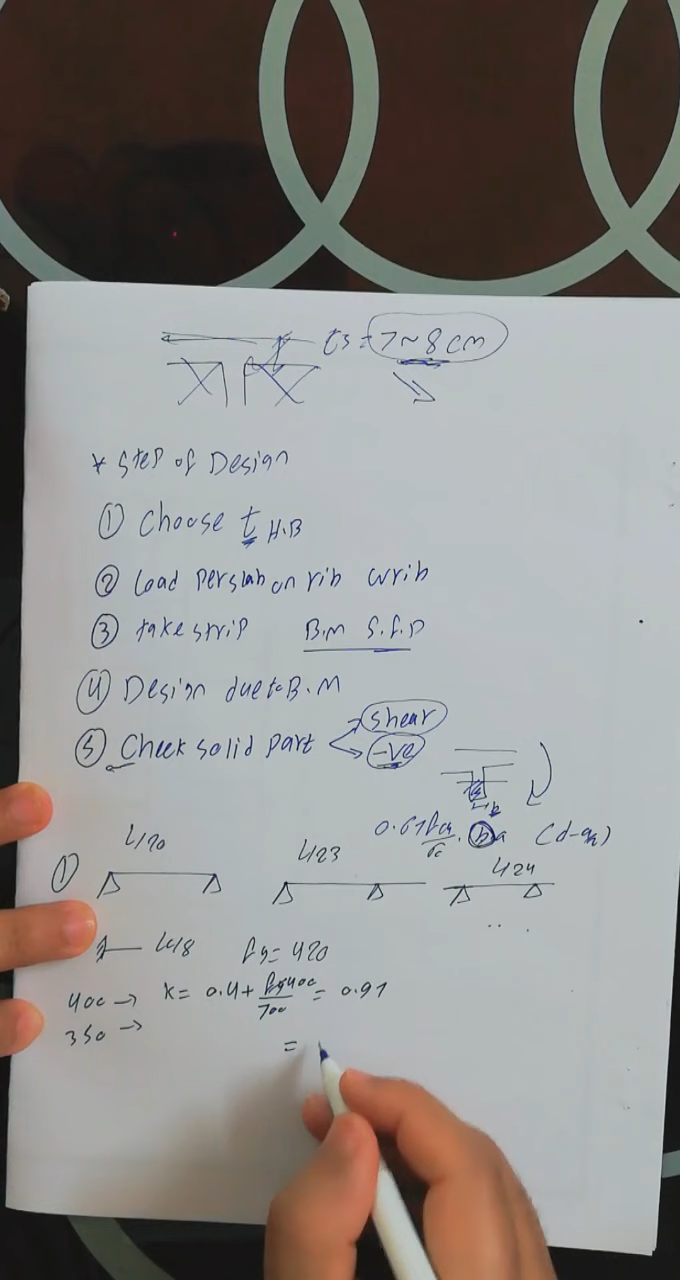 ts = 7~8 cm
* Step of Design
① Choose t H.B
② Load per slab on rib wrib
③ take strip B.M S.F.D
④ Design due to B.M
⑤ Check solid part shear
-ve
b
0.67 fcu/γc . b a (d-a/2)
① L/20 L/23 L/24
L/8 fy = 420
400 → K = 0.4 + fy 400/700 = 0.97
350 →
=